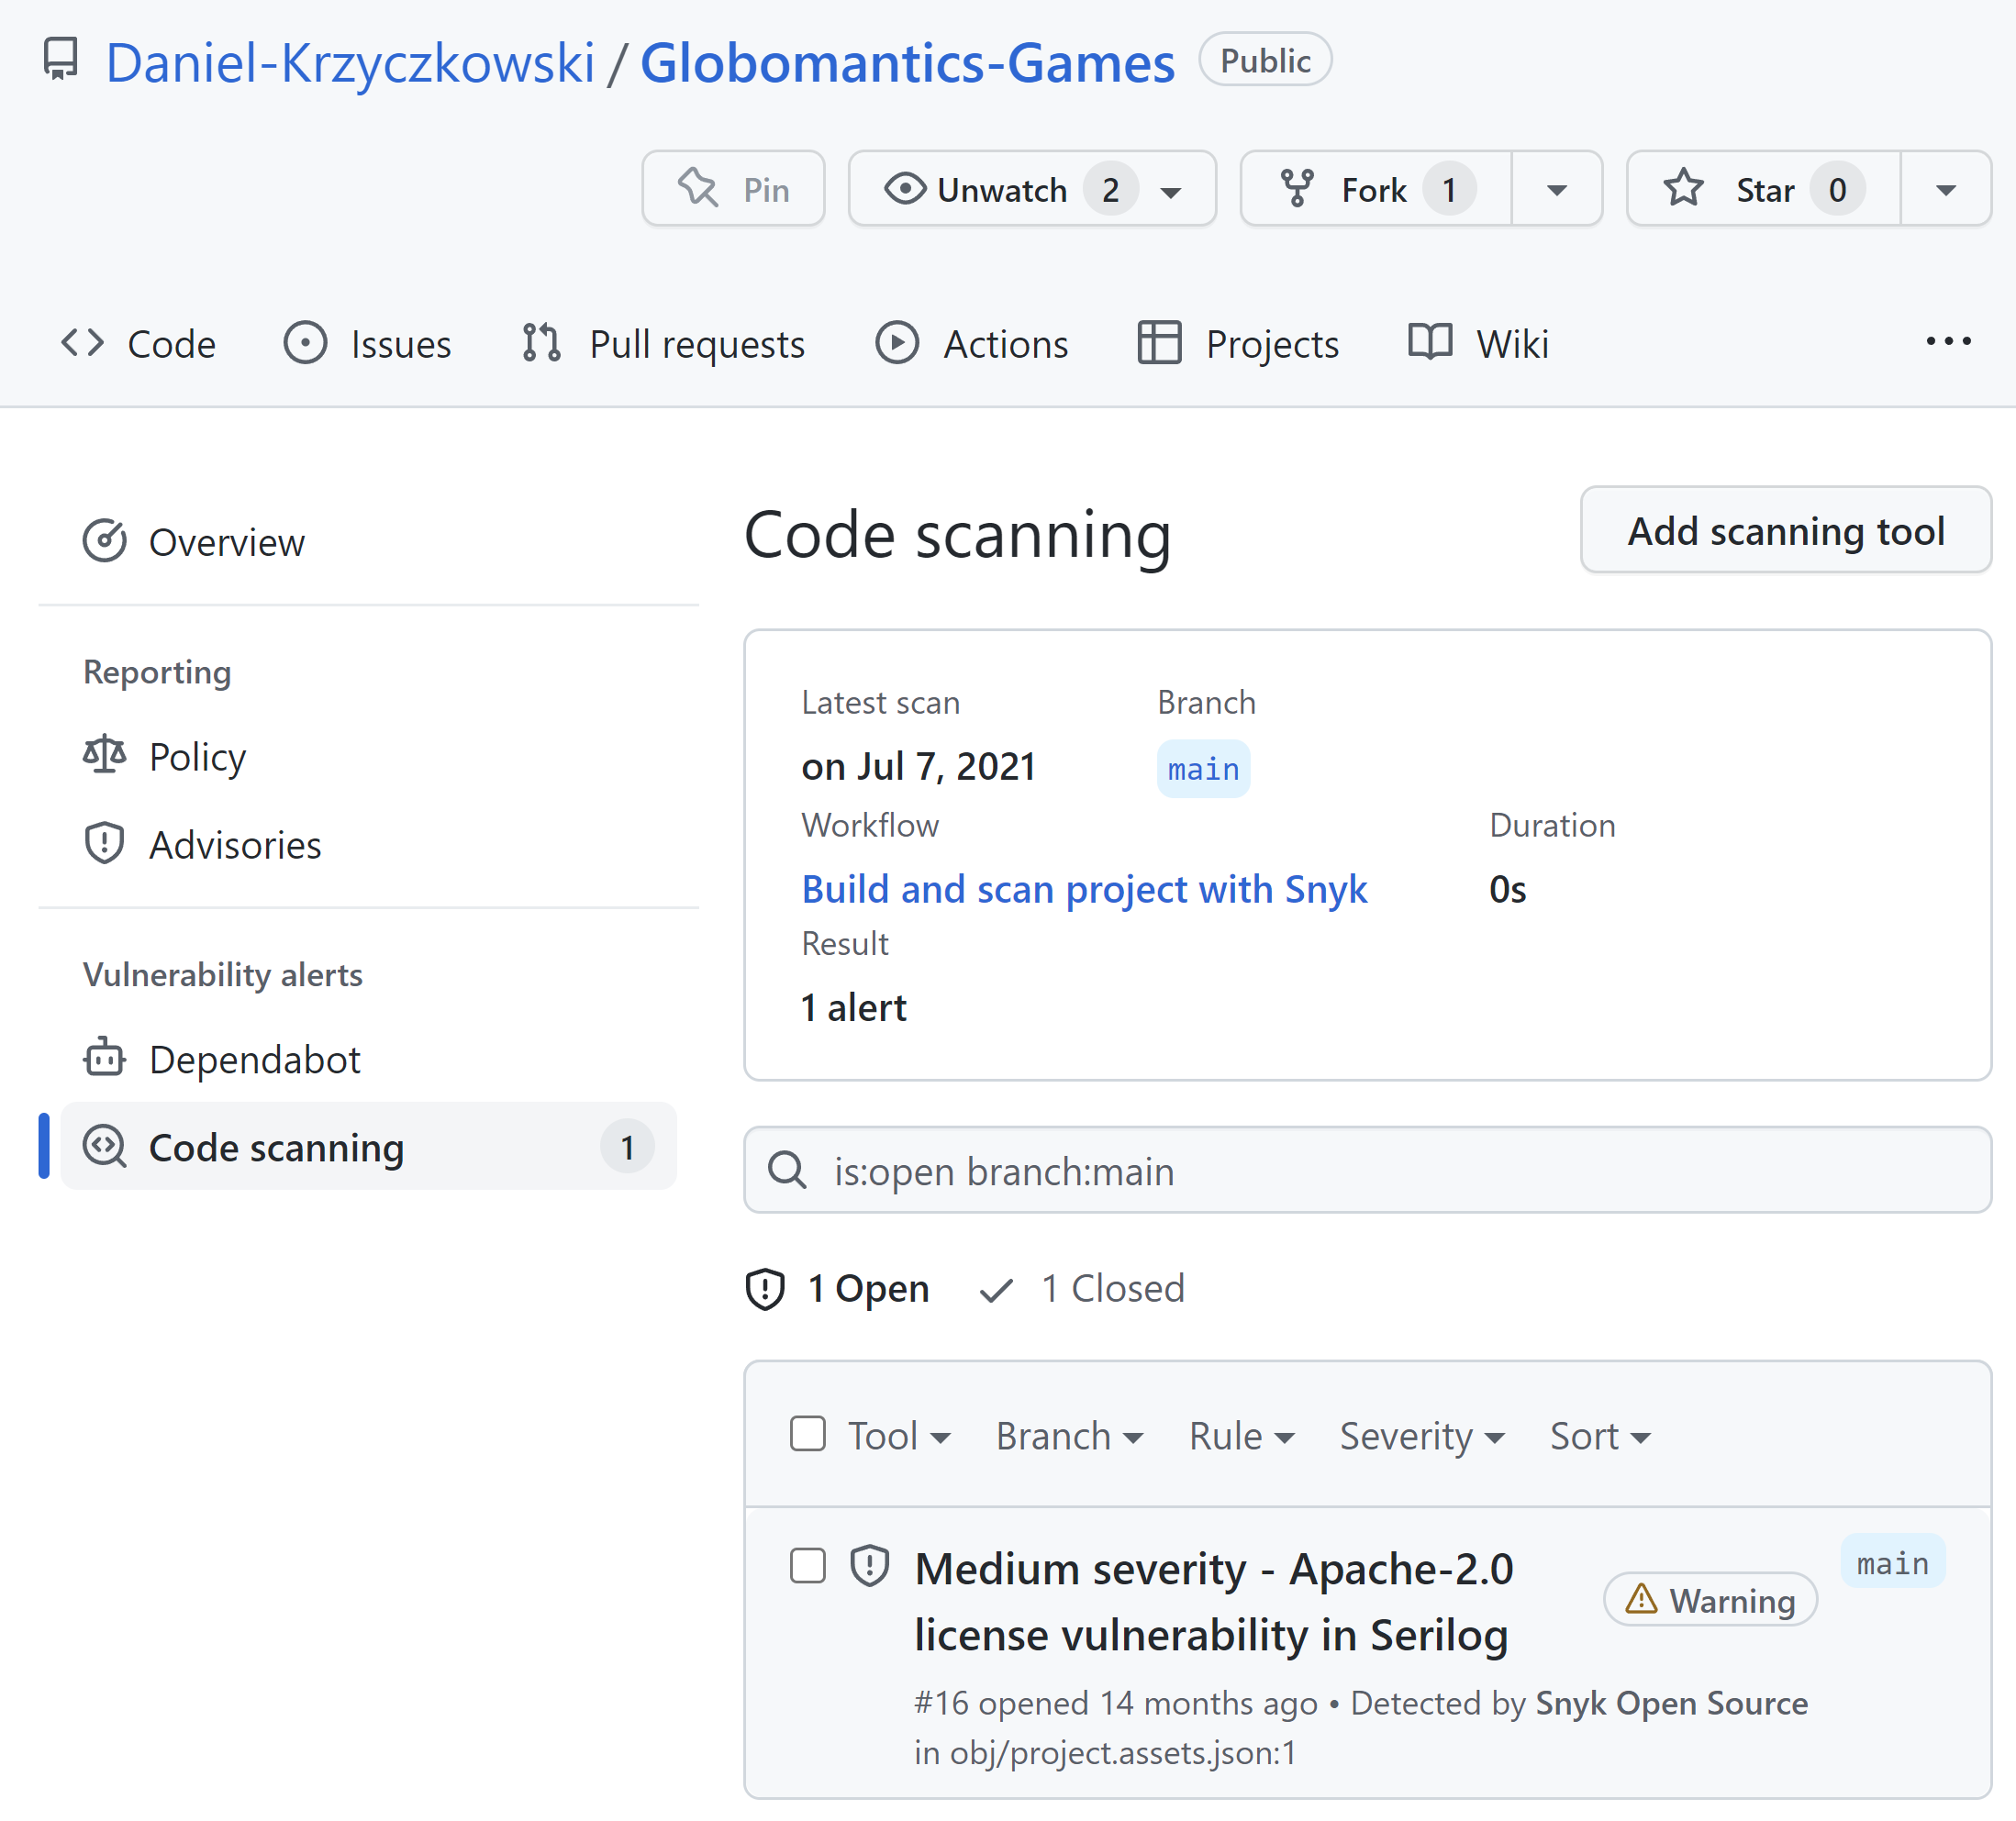 Daniel-Krzyczkowski / Globomantics-Games Public
Pin Unwatch 2 Fork 1 Star 0
Code Issues Pull requests Actions Projects Wiki
Overview
Reporting
Policy
Advisories
Vulnerability alerts
Dependabot
Code scanning 1
Code scanning Add scanning tool
Latest scan Branch
on Jul 7, 2021 main
Workflow Duration
Build and scan project with Snyk 0s
Result
1 alert
is:open branch:main
1 Open 1 Closed
Tool Branch Rule Severity Sort
Medium severity - Apache-2.0
license vulnerability in Serilog
Warning main
#16 opened 14 months ago • Detected by Snyk Open Source
in obj/project.assets.json:1